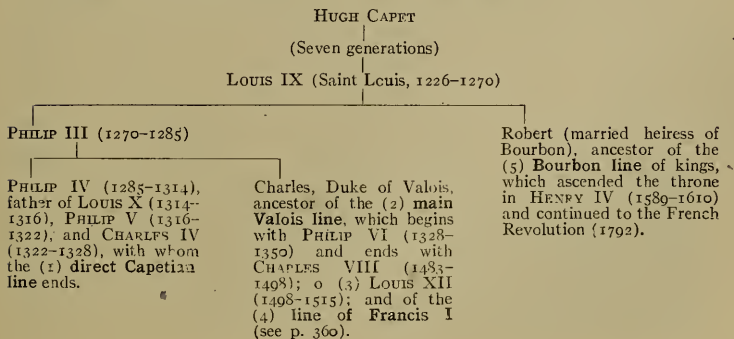 HUGH CAPET
(Seven generations)
LOUIS IX (Saint Lcuis, 1226–1270)
PHILIP III (1270–1285)
PHILIP IV (1285–1314),
father of LOUIS X (1314–
1316), PHILIP V (1316–
1322), and CHARLES IV
(1322–1328), with whom
the (1) direct Capetian
line ends.
Charles, Duke of Valois,
ancestor of the (2) main
Valois line, which begins
with PHILIP VI (1328–
1350) and ends with
CHARLES VIII (1483–
1498); o (3) LOUIS XII
(1498–1515); and of the
(4) line of Francis I
(see p. 360).
Robert (married heiress of
Bourbon), ancestor of the
(5) Bourbon line of kings,
which ascended the throne
in HENRY IV (1589–1610)
and continued to the French
Revolution (1792).